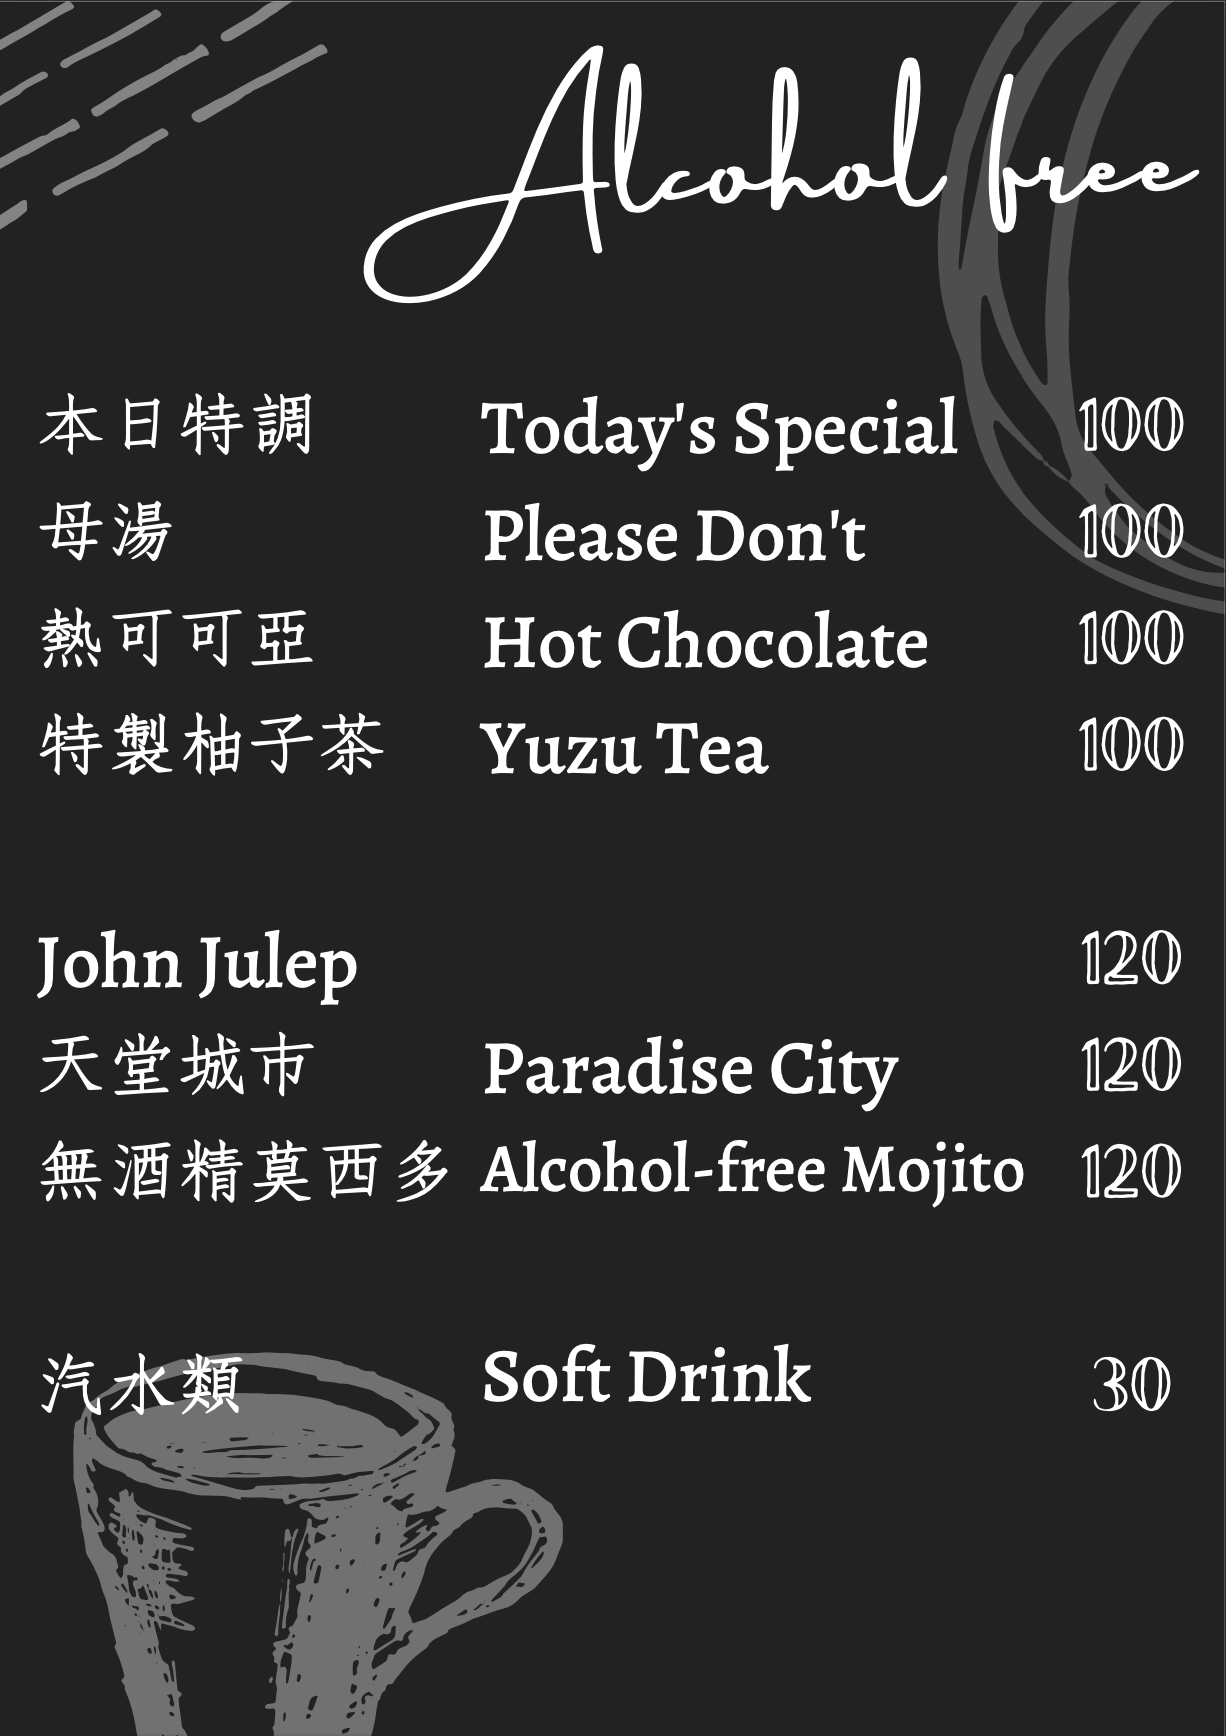 Alcohol free
本日特調 Today's Special 100
母湯 Please Don't 100
熱可可亞 Hot Chocolate 100
特製柚子茶 Yuzu Tea 100
John Julep 120
天堂城市 Paradise City 120
無酒精莫西多 Alcohol-free Mojito 120
汽水類 Soft Drink 30